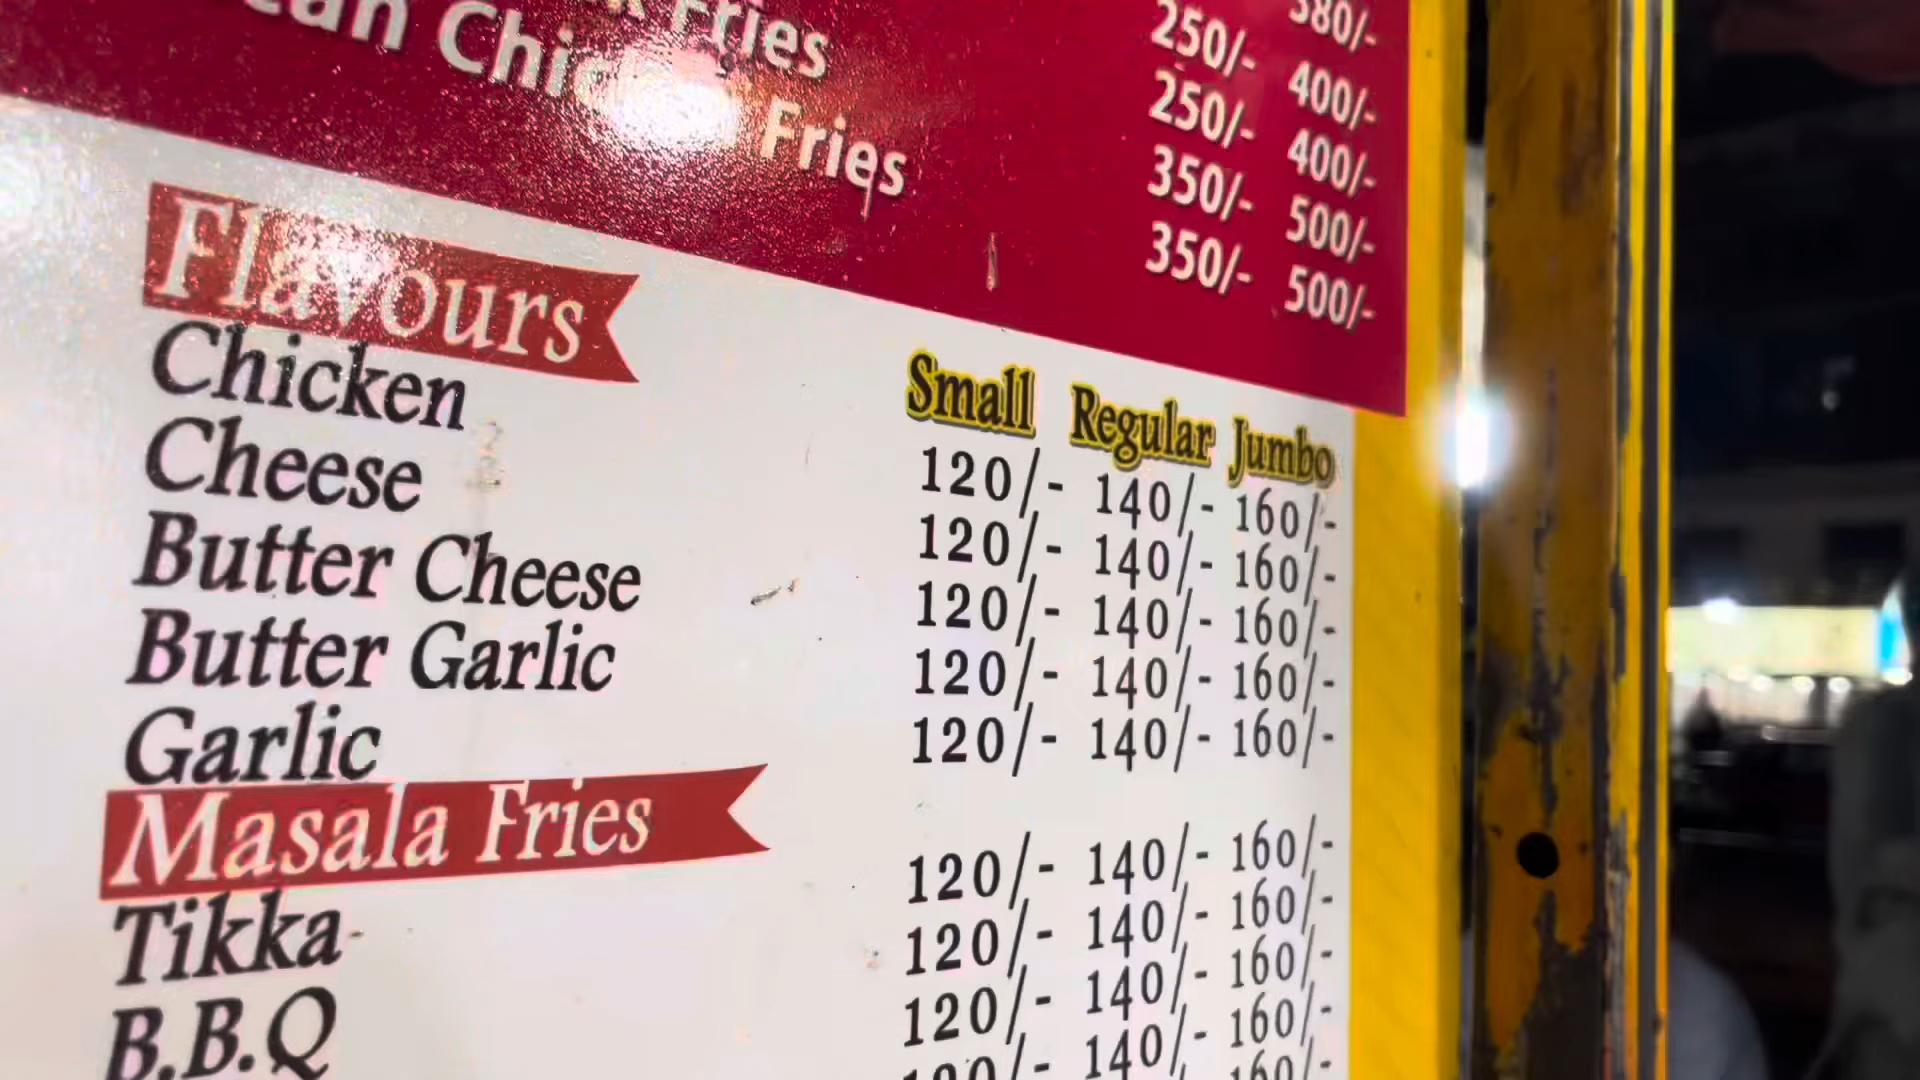 Fries 380/-
Chicken Fries 250/- 400/-
250/- 400/-
350/- 500/-
350/- 500/-
Flavours
Small Regular Jumbo
Chicken 120/- 140/- 160/-
Cheese 120/- 140/- 160/-
Butter Cheese 120/- 140/- 160/-
Butter Garlic 120/- 140/- 160/-
Garlic 120/- 140/- 160/-
Masala Fries
Tikka 120/- 140/- 160/-
B.B.Q 120/- 140/- 160/-
120/- 140/- 160/-
140/- 160/-